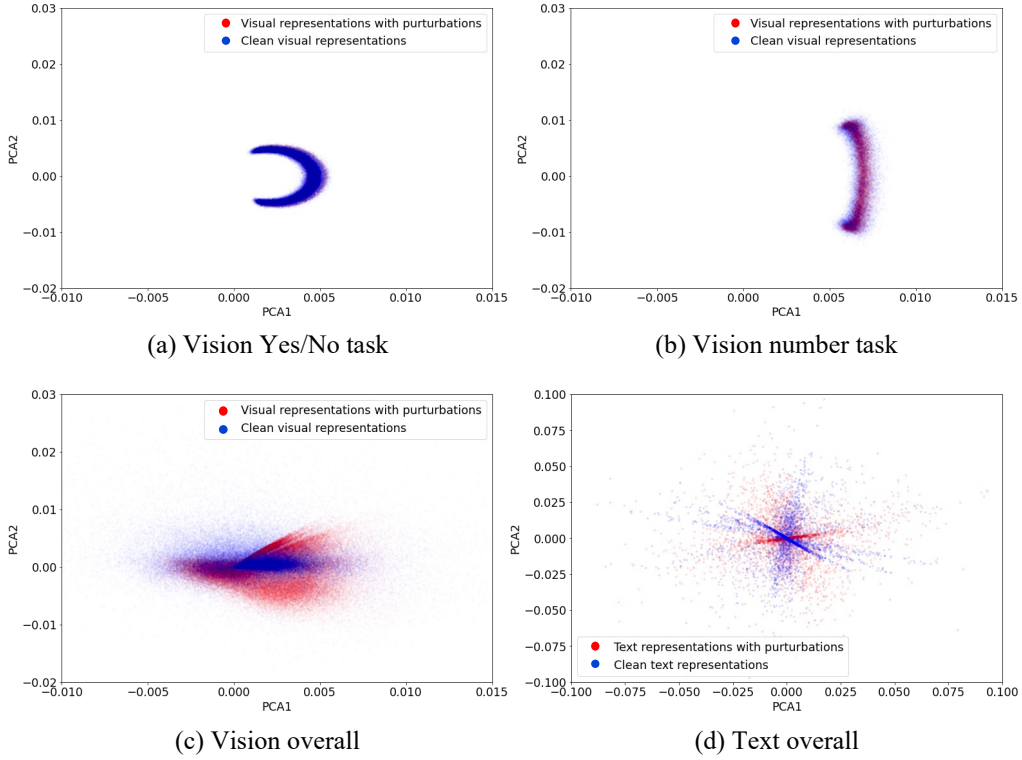 0.03
0.02
0.01
0.00
−0.01
−0.02
−0.010 −0.005 0.000 0.005 0.010 0.015
PCA2
PCA1
Visual representations with purturbations
Clean visual representations
(a) Vision Yes/No task
0.03
0.02
0.01
0.00
−0.01
−0.02
−0.010 −0.005 0.000 0.005 0.010 0.015
PCA2
PCA1
Visual representations with purturbations
Clean visual representations
(b) Vision number task
0.03
0.02
0.01
0.00
−0.01
−0.02
−0.010 −0.005 0.000 0.005 0.010 0.015
PCA2
PCA1
Visual representations with purturbations
Clean visual representations
(c) Vision overall
0.100
0.075
0.050
0.025
0.000
−0.025
−0.050
−0.075
−0.100
−0.100 −0.075 −0.050 −0.025 0.000 0.025 0.050 0.075 0.100
PCA2
PCA1
Text representations with purturbations
Clean text representations
(d) Text overall